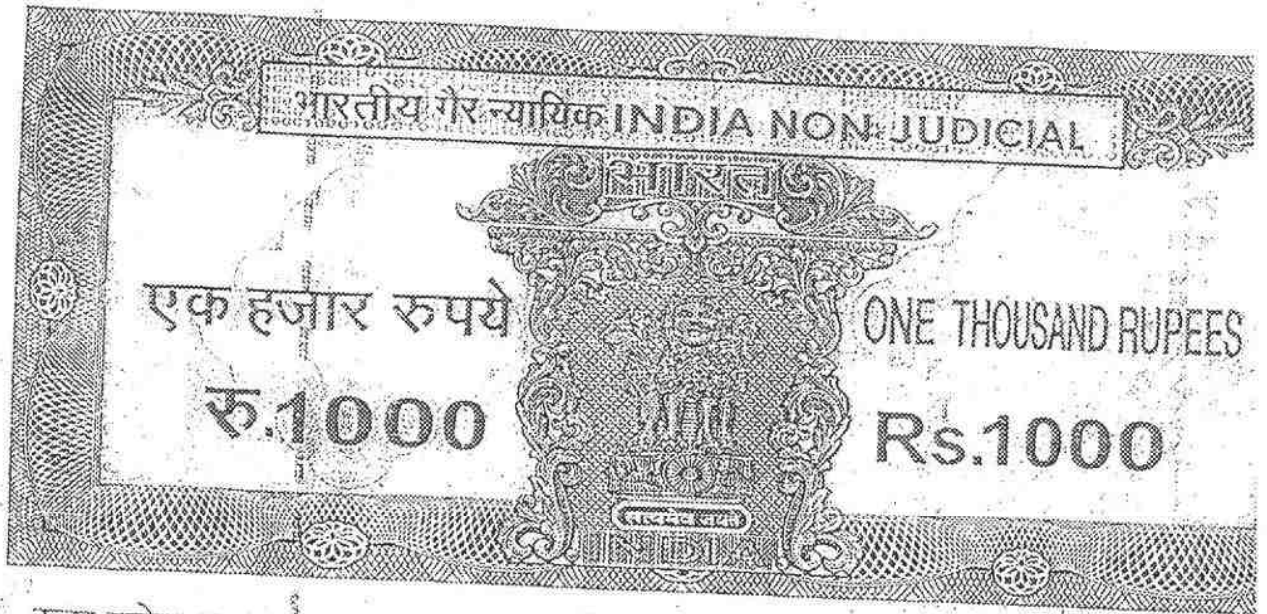 भारतीय गैर न्यायिक INDIA NON JUDICIAL
भारत
एक हजार रुपये
ONE THOUSAND RUPEES
रु.1000
Rs.1000
सत्यमेव जयते
INDIA